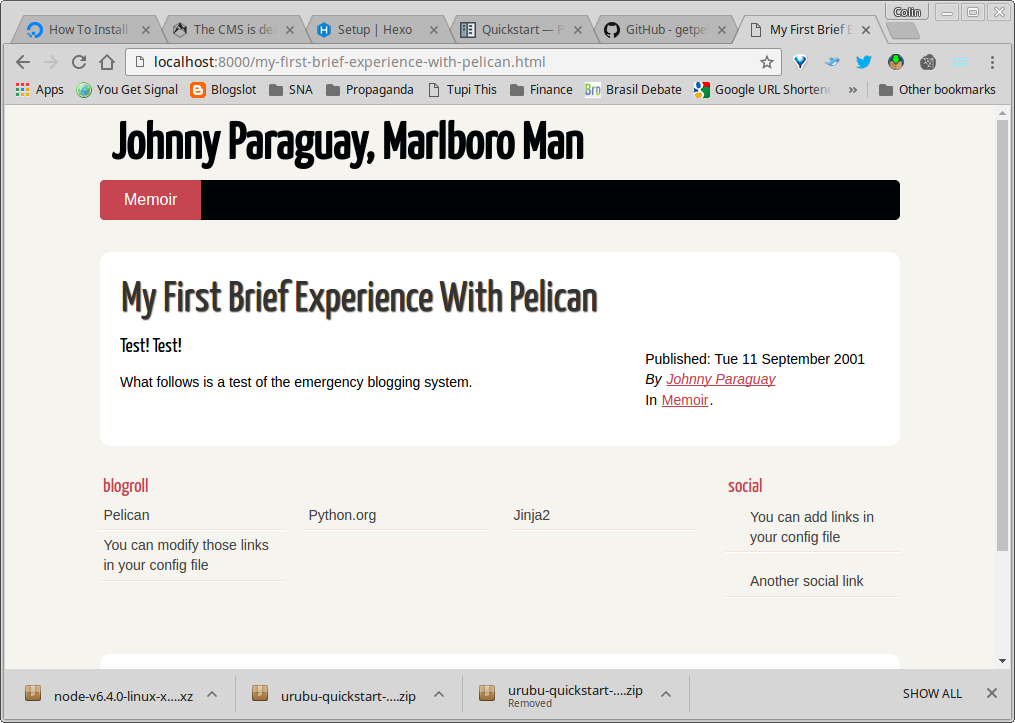 Colin
How To Install
The CMS is de
Setup | Hexo
Quickstart — P
GitHub - getpe
My First Brief E
localhost:8000/my-first-brief-experience-with-pelican.html
Apps
You Get Signal
Blogslot
SNA
Propaganda
Tupi This
Finance
Bro
Brasil Debate
Google URL Shortene
»
Other bookmarks
Johnny Paraguay, Marlboro Man
Memoir
My First Brief Experience With Pelican
Test! Test!
What follows is a test of the emergency blogging system.
Published: Tue 11 September 2001
By Johnny Paraguay
In Memoir.
blogroll
Pelican
Python.org
Jinja2
You can modify those links
in your config file
social
You can add links in
your config file
Another social link
node-v6.4.0-linux-x....xz
urubu-quickstart-....zip
urubu-quickstart-....zip
Removed
SHOW ALL